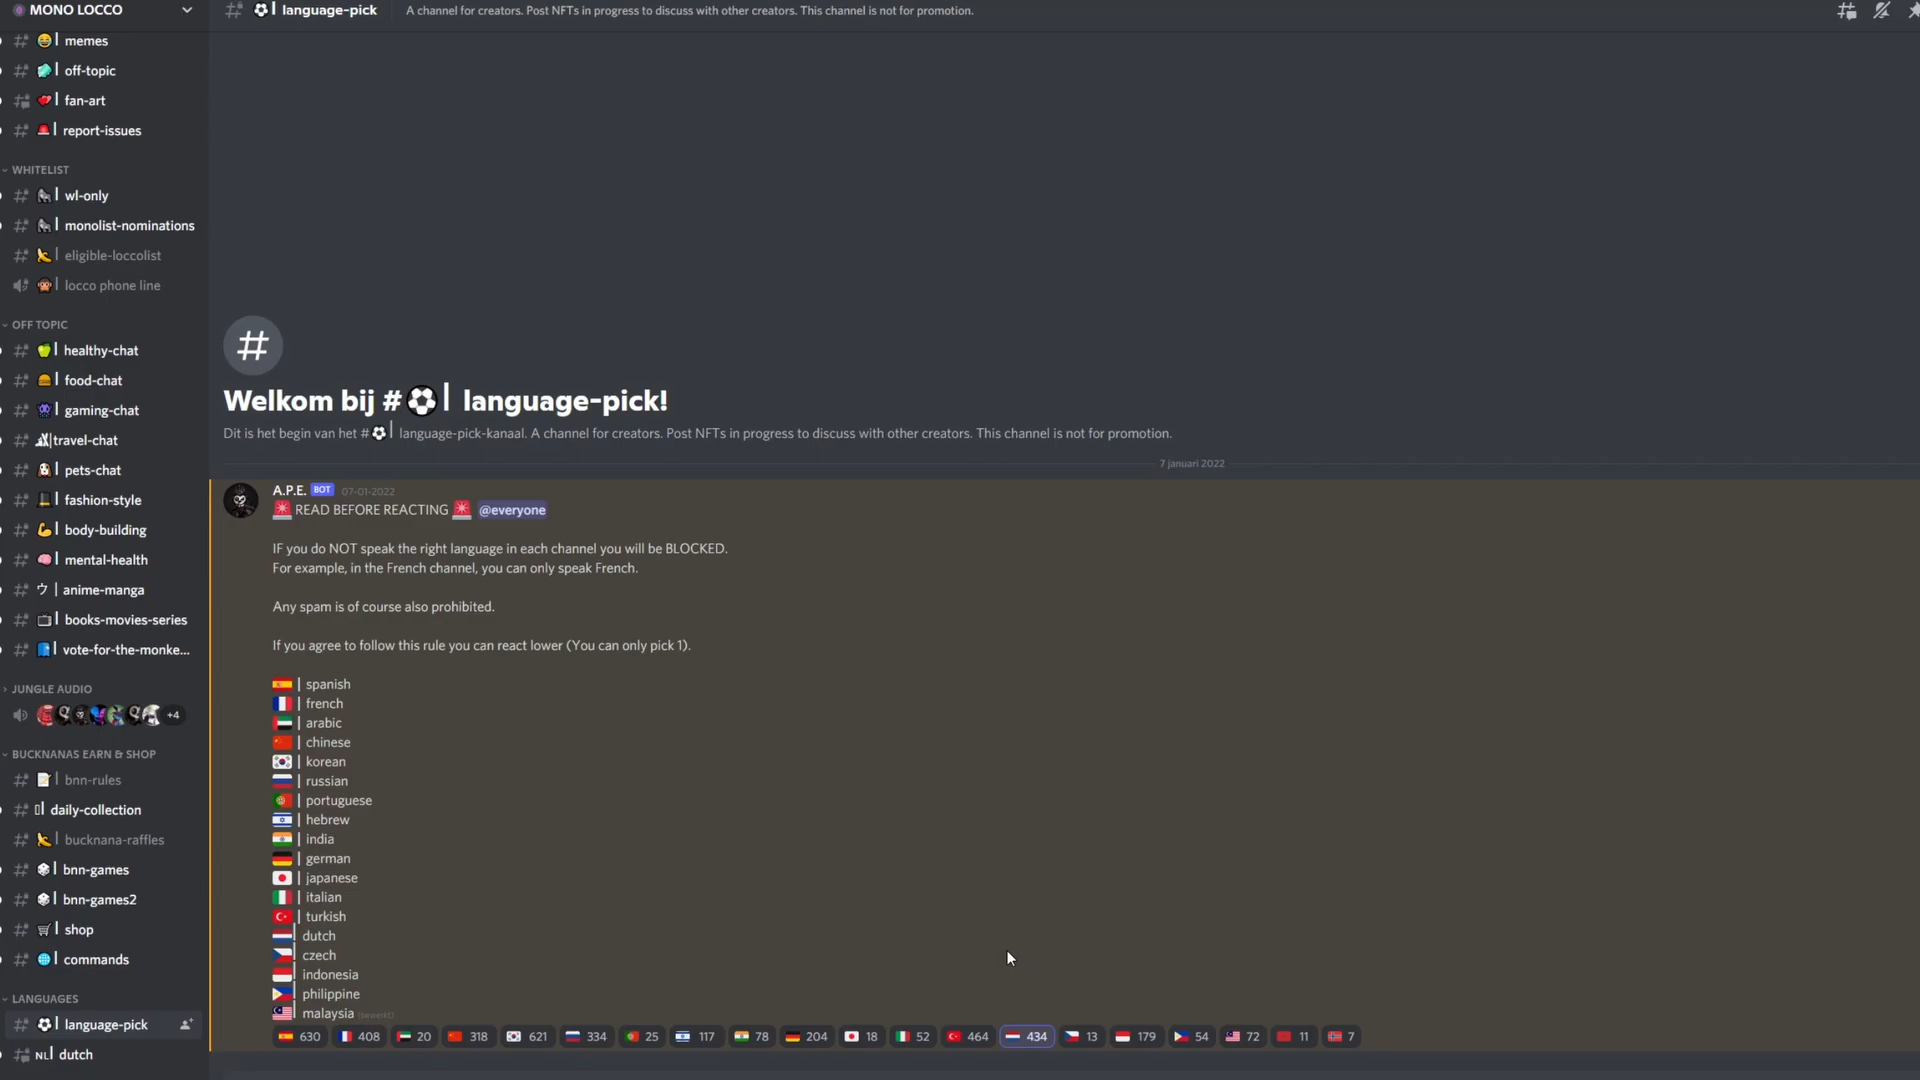 MONO LOCCO
memes
off-topic
fan-art
report-issues
WHITELIST
wl-only
monolist-nominations
eligible-loccolist
locco phone line
OFF TOPIC
healthy-chat
food-chat
gaming-chat
travel-chat
pets-chat
fashion-style
body-building
mental-health
ウ | anime-manga
books-movies-series
vote-for-the-monke...
JUNGLE AUDIO
+4
BUCKNANAS EARN & SHOP
bnn-rules
daily-collection
bucknana-raffles
bnn-games
bnn-games2
shop
commands
LANGUAGES
language-pick
NL| dutch
# ⚽| language-pick A channel for creators. Post NFTs in progress to discuss with other creators. This channel is not for promotion.
#
Welkom bij #⚽| language-pick!
Dit is het begin van het #⚽| language-pick-kanaal. A channel for creators. Post NFTs in progress to discuss with other creators. This channel is not for promotion.
7 januari 2022
A.P.E. BOT 07-01-2022
🚨 READ BEFORE REACTING 🚨 @everyone
IF you do NOT speak the right language in each channel you will be BLOCKED.
For example, in the French channel, you can only speak French.
Any spam is of course also prohibited.
If you agree to follow this rule you can react lower (You can only pick 1).
| spanish
| french
| arabic
| chinese
| korean
| russian
| portuguese
| hebrew
| india
| german
| japanese
| italian
| turkish
| dutch
| czech
| indonesia
| philippine
| malaysia (bewerkt)
630 408 20 318 621 334 25 117 78 204 18 52 464 434 13 179 54 72 11 7